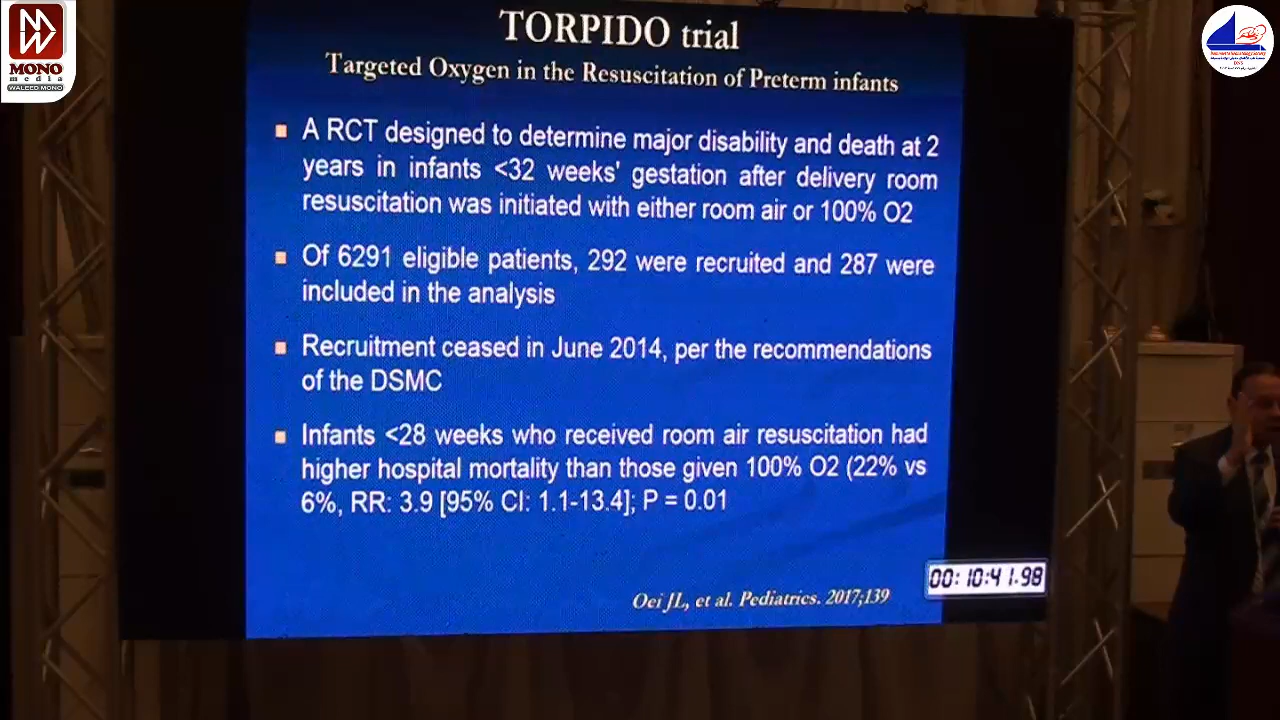 MONO
media
WALEED MONO
TORPIDO trial
Targeted Oxygen in the Resuscitation of Preterm infants
A RCT designed to determine major disability and death at 2
years in infants <32 weeks' gestation after delivery room
resuscitation was initiated with either room air or 100% O2
Of 6291 eligible patients, 292 were recruited and 287 were
included in the analysis
Recruitment ceased in June 2014, per the recommendations
of the DSMC
Infants <28 weeks who received room air resuscitation had
higher hospital mortality than those given 100% O2 (22% vs
6%, RR: 3.9 [95% CI: 1.1-13.4]; P = 0.01
Oei JL, et al. Pediatrics. 2017;139
00:10:41.98
DNS